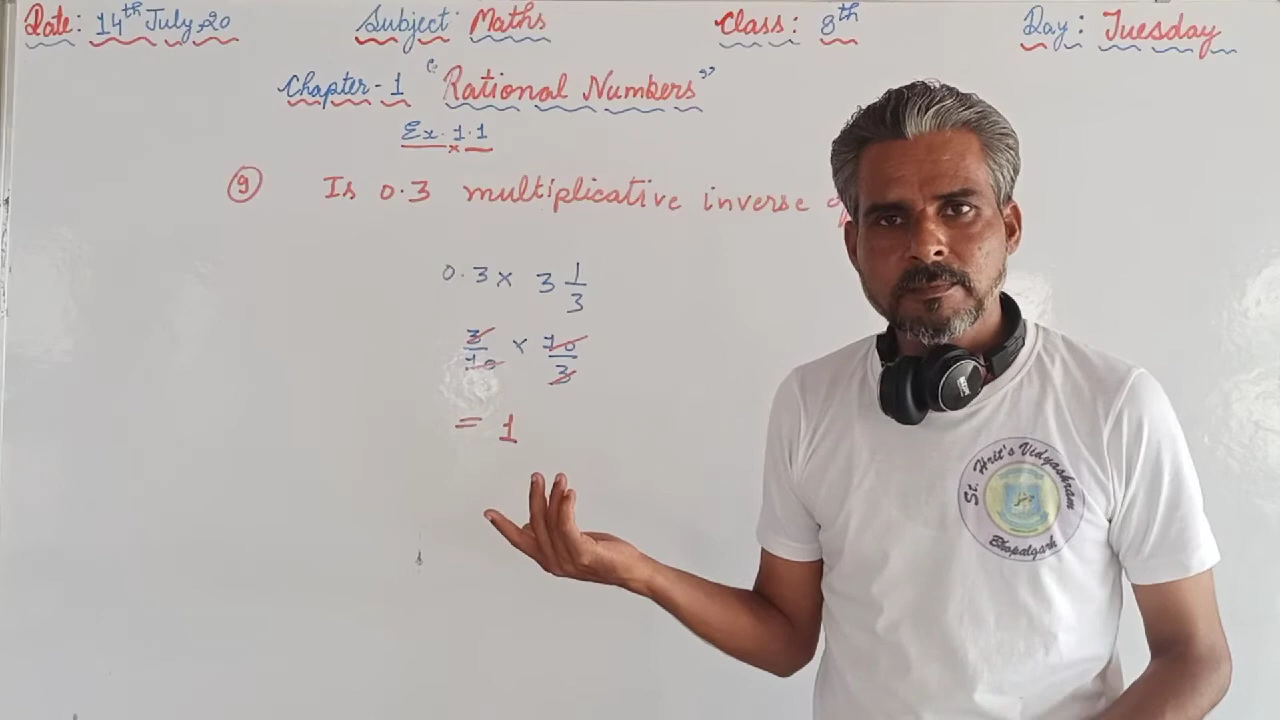 Date: 14th July,20 Subject: Maths Class: 8th Day: Tuesday
Chapter-1 "Rational Numbers"
Ex. 1.1
9 Is 0.3 multiplicative inverse
0.3 × 3 1/3
3/10 × 10/3
= 1
St. Hrit's Vidyashram
Bhopalgarh